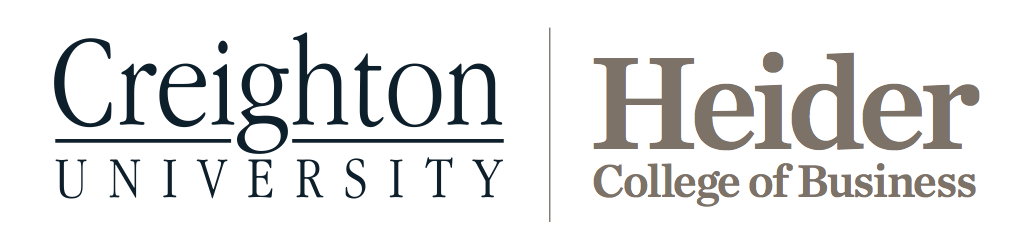 Creighton
UNIVERSITY
Heider
College of Business